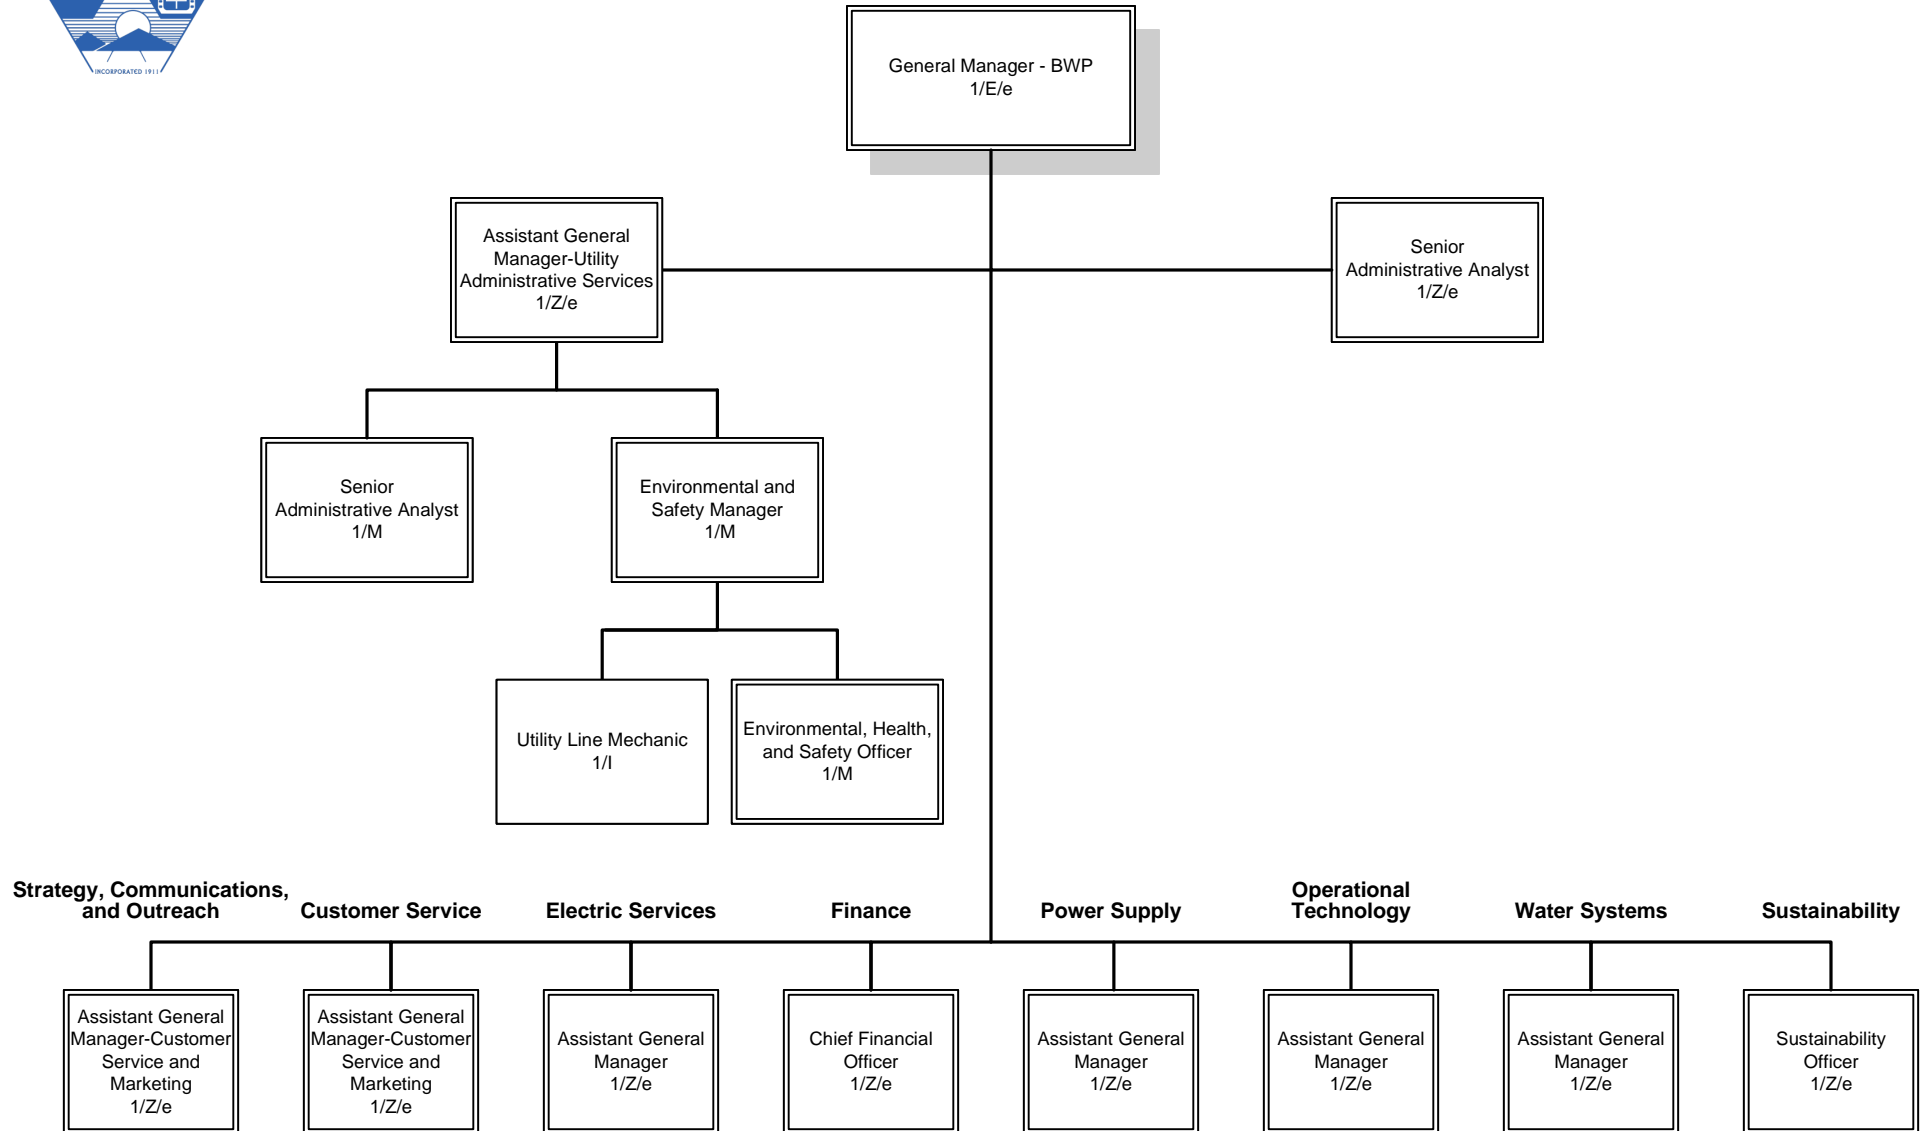 INCORPORATED 1911
General Manager - BWP
1/E/e
Assistant General
Manager-Utility
Administrative Services
1/Z/e
Senior
Administrative Analyst
1/Z/e
Senior
Administrative Analyst
1/M
Environmental and
Safety Manager
1/M
Utility Line Mechanic
1/I
Environmental, Health,
and Safety Officer
1/M
Strategy, Communications,
and Outreach
Customer Service
Electric Services
Finance
Power Supply
Operational
Technology
Water Systems
Sustainability
Assistant General
Manager-Customer
Service and
Marketing
1/Z/e
Assistant General
Manager-Customer
Service and
Marketing
1/Z/e
Assistant General
Manager
1/Z/e
Chief Financial
Officer
1/Z/e
Assistant General
Manager
1/Z/e
Assistant General
Manager
1/Z/e
Assistant General
Manager
1/Z/e
Sustainability
Officer
1/Z/e